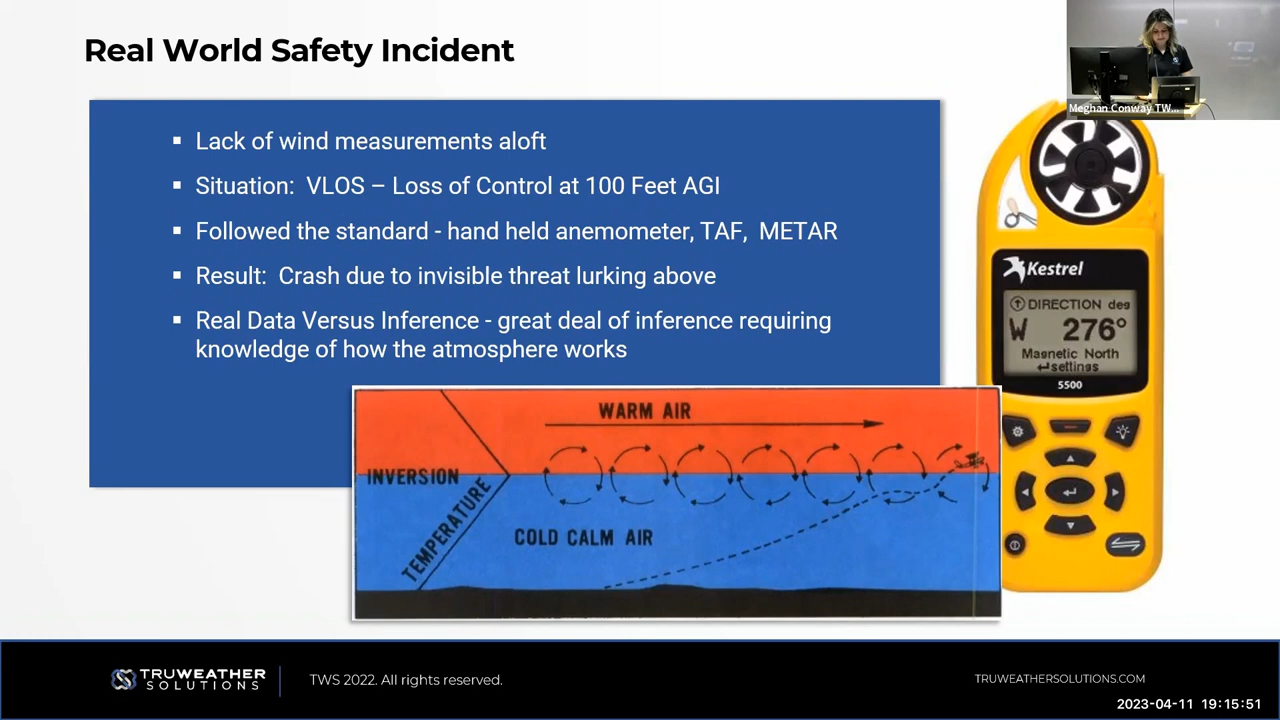 Real World Safety Incident
Meghan Conway TW...
Lack of wind measurements aloft
Situation: VLOS – Loss of Control at 100 Feet AGI
Followed the standard - hand held anemometer, TAF, METAR
Result: Crash due to invisible threat lurking above
Real Data Versus Inference - great deal of inference requiring
knowledge of how the atmosphere works
Kestrel
DIRECTION deg
W 276°
Magnetic North
settings
5500
WARM AIR
INVERSION
TEMPERATURE
COLD CALM AIR
TRUWEATHER
SOLUTIONS
TWS 2022. All rights reserved.
TRUWEATHERSOLUTIONS.COM
2023-04-11 19:15:51